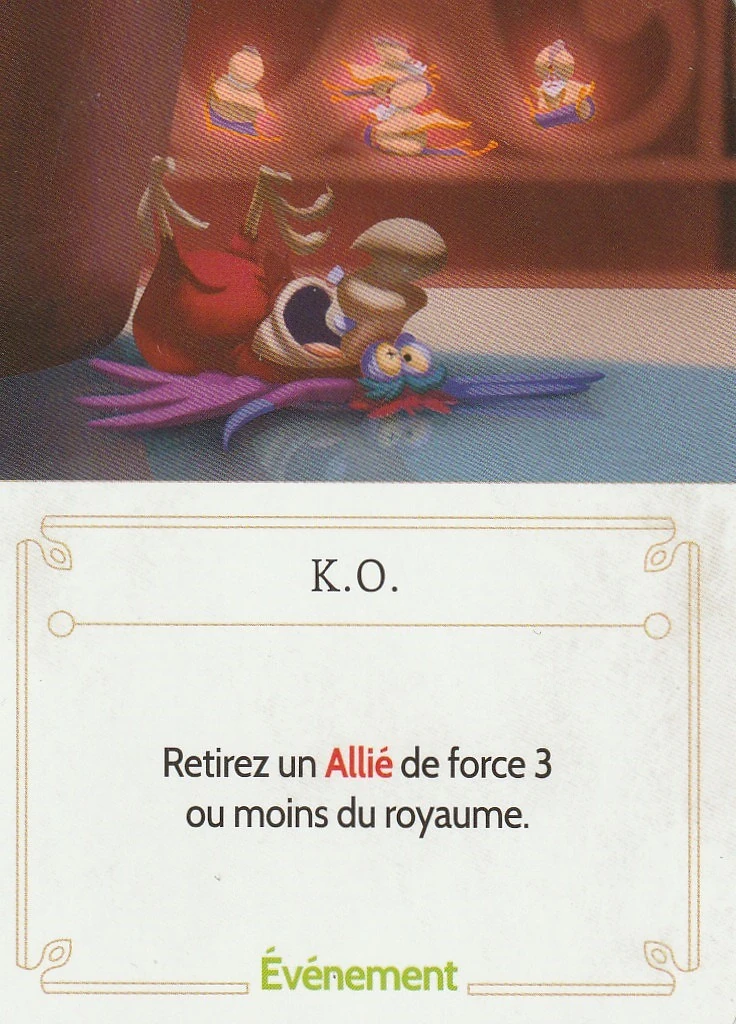 K.O.
Retirez un Allié de force 3
ou moins du royaume.
Événement